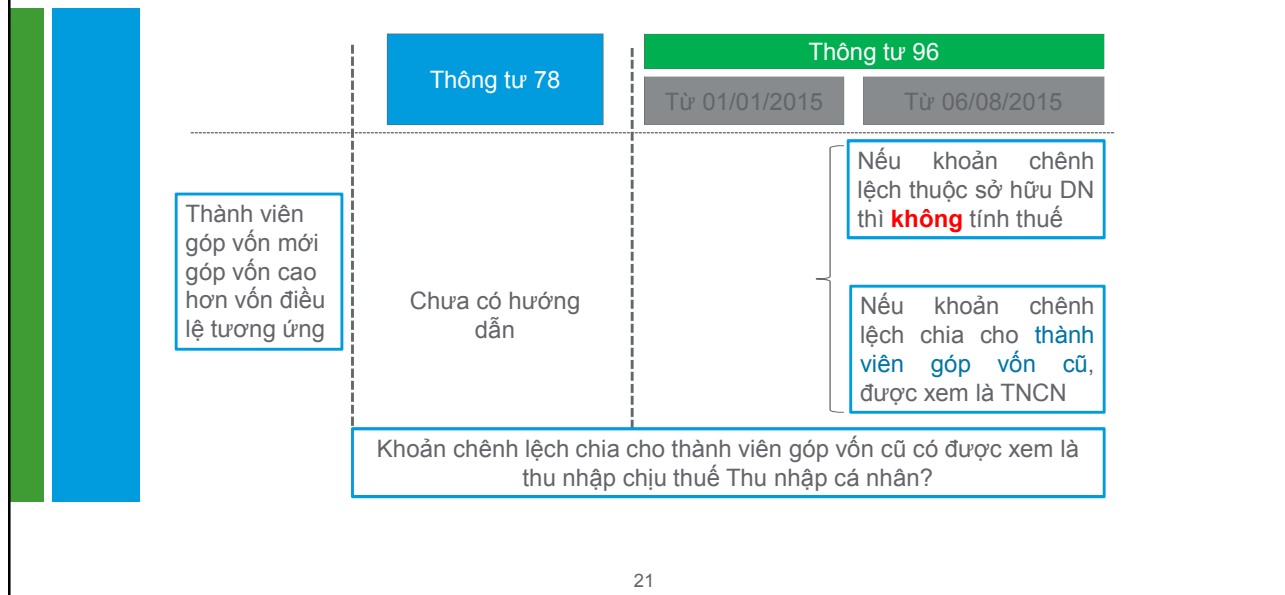 Thông tư 78
Thông tư 96
Từ 01/01/2015
Từ 06/08/2015
Thành viên
góp vốn mới
góp vốn cao
hơn vốn điều
lệ tương ứng
Chưa có hướng
dẫn
Nếu khoản chênh
lệch thuộc sở hữu DN
thì không tính thuế
Nếu khoản chênh
lệch chia cho thành
viên góp vốn cũ,
được xem là TNCN
Khoản chênh lệch chia cho thành viên góp vốn cũ có được xem là
thu nhập chịu thuế Thu nhập cá nhân?
21